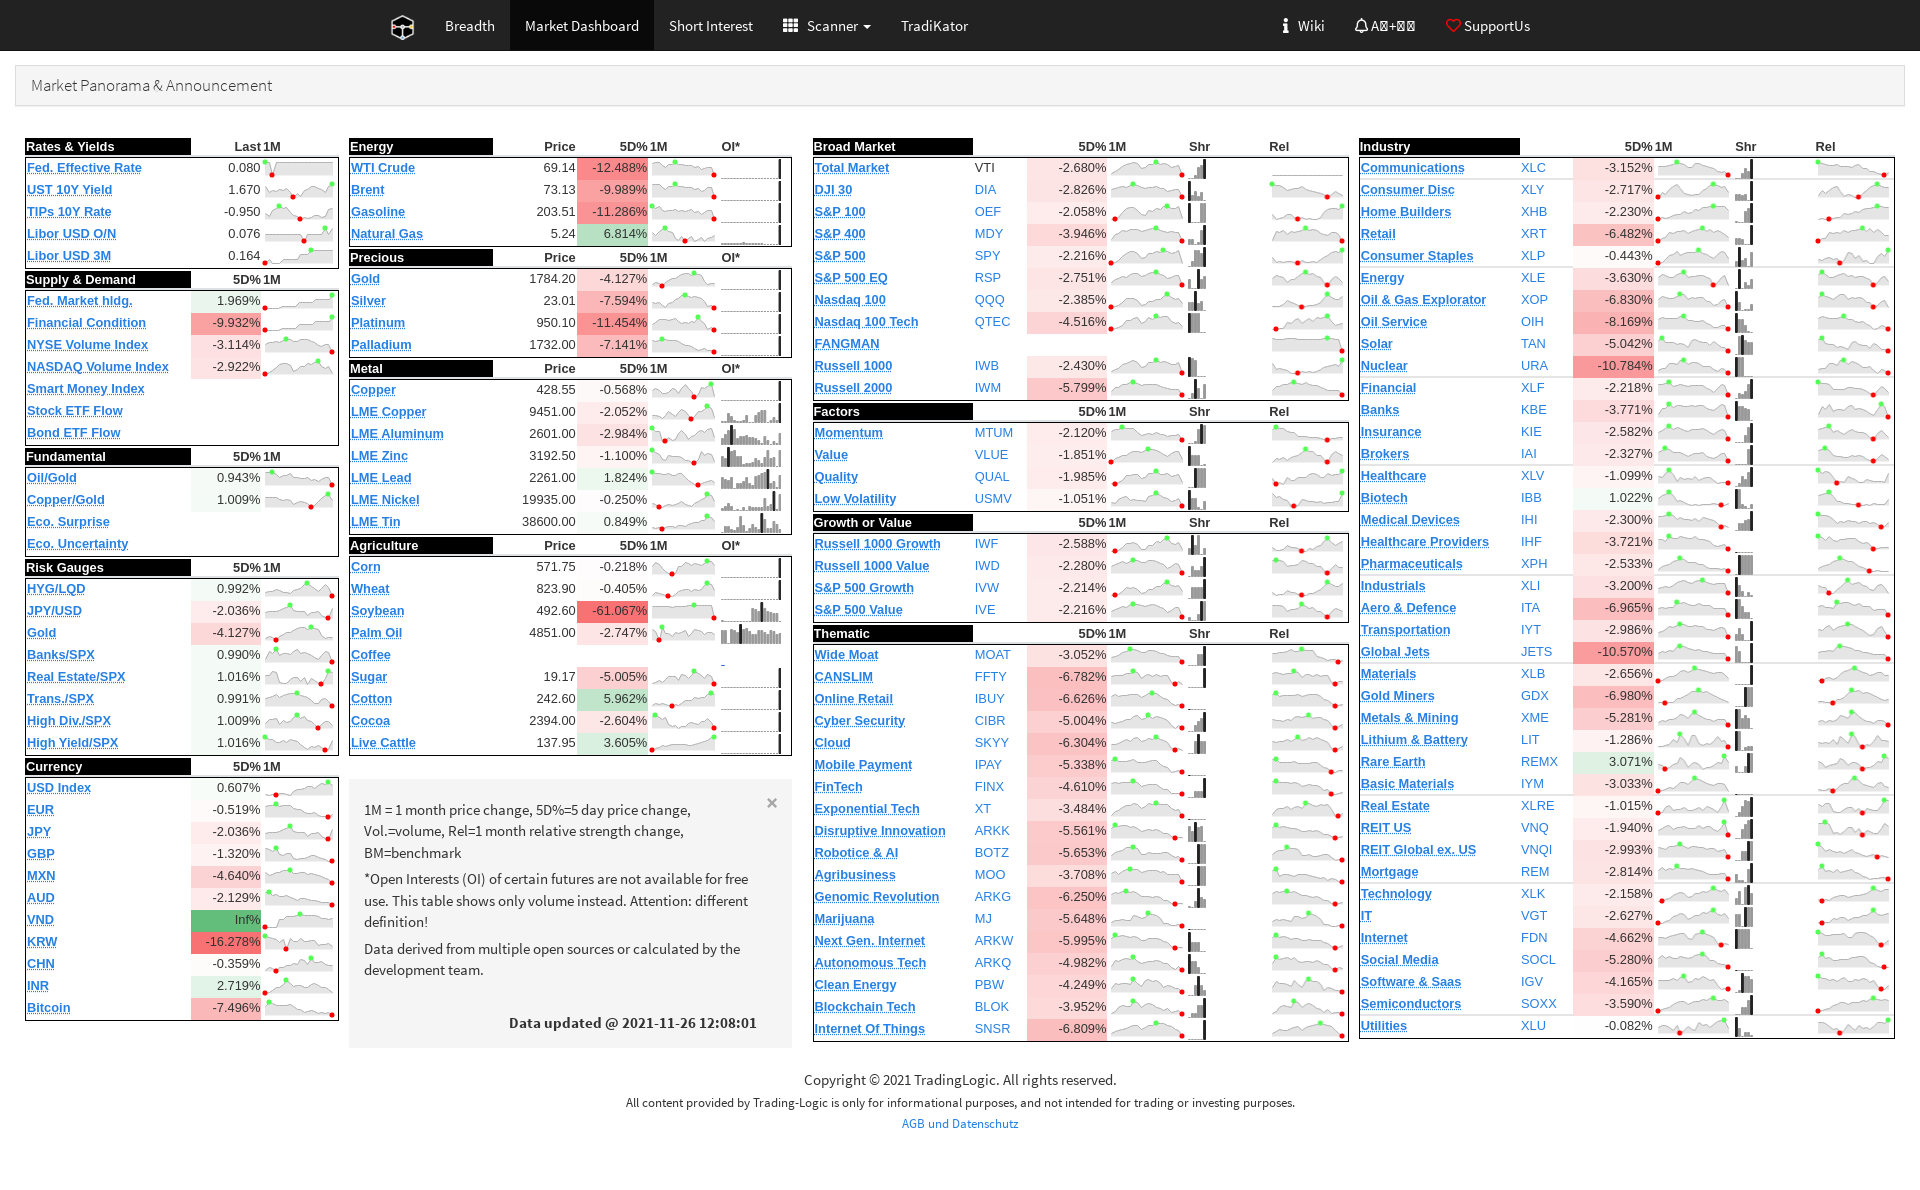 Breadth Market Dashboard Short Interest Scanner TradiKator Wiki SupportUs
Market Panorama & Announcement
Rates & Yields Last 1M
Fed. Effective Rate 0.080
UST 10Y Yield 1.670
TIPs 10Y Rate -0.950
Libor USD O/N 0.076
Libor USD 3M 0.164
Supply & Demand 5D% 1M
Fed. Market hldg. 1.969%
Financial Condition -9.932%
NYSE Volume Index -3.114%
NASDAQ Volume Index -2.922%
Smart Money Index
Stock ETF Flow
Bond ETF Flow
Fundamental 5D% 1M
Oil/Gold 0.943%
Copper/Gold 1.009%
Eco. Surprise
Eco. Uncertainty
Risk Gauges 5D% 1M
HYG/LQD 0.992%
JPY/USD -2.036%
Gold -4.127%
Banks/SPX 0.990%
Real Estate/SPX 1.016%
Trans./SPX 0.991%
High Div./SPX 1.009%
High Yield/SPX 1.016%
Currency 5D% 1M
USD Index 0.607%
EUR -0.519%
JPY -2.036%
GBP -1.320%
MXN -4.640%
AUD -2.129%
VND Inf%
KRW -16.278%
CHN -0.359%
INR 2.719%
Bitcoin -7.496%
Energy Price 5D% 1M OI*
WTI Crude 69.14 -12.488%
Brent 73.13 -9.989%
Gasoline 203.51 -11.286%
Natural Gas 5.24 6.814%
Precious Price 5D% 1M OI*
Gold 1784.20 -4.127%
Silver 23.01 -7.594%
Platinum 950.10 -11.454%
Palladium 1732.00 -7.141%
Metal Price 5D% 1M OI*
Copper 428.55 -0.568%
LME Copper 9451.00 -2.052%
LME Aluminum 2601.00 -2.984%
LME Zinc 3192.50 -1.100%
LME Lead 2261.00 1.824%
LME Nickel 19935.00 -0.250%
LME Tin 38600.00 0.849%
Agriculture Price 5D% 1M OI*
Corn 571.75 -0.218%
Wheat 823.90 -0.405%
Soybean 492.60 -61.067%
Palm Oil 4851.00 -2.747%
Coffee
Sugar 19.17 -5.005%
Cotton 242.60 5.962%
Cocoa 2394.00 -2.604%
Live Cattle 137.95 3.605%
×
1M = 1 month price change, 5D%=5 day price change,
Vol.=volume, Rel=1 month relative strength change,
BM=benchmark
*Open Interests (OI) of certain futures are not available for free
use. This table shows only volume instead. Attention: different
definition!
Data derived from multiple open sources or calculated by the
development team.
Data updated @ 2021-11-26 12:08:01
Broad Market 5D% 1M Shr Rel
Total Market VTI -2.680%
DJI 30 DIA -2.826%
S&P 100 OEF -2.058%
S&P 400 MDY -3.946%
S&P 500 SPY -2.216%
S&P 500 EQ RSP -2.751%
Nasdaq 100 QQQ -2.385%
Nasdaq 100 Tech QTEC -4.516%
FANGMAN
Russell 1000 IWB -2.430%
Russell 2000 IWM -5.799%
Factors 5D% 1M Shr Rel
Momentum MTUM -2.120%
Value VLUE -1.851%
Quality QUAL -1.985%
Low Volatility USMV -1.051%
Growth or Value 5D% 1M Shr Rel
Russell 1000 Growth IWF -2.588%
Russell 1000 Value IWD -2.280%
S&P 500 Growth IVW -2.214%
S&P 500 Value IVE -2.216%
Thematic 5D% 1M Shr Rel
Wide Moat MOAT -3.052%
CANSLIM FFTY -6.782%
Online Retail IBUY -6.626%
Cyber Security CIBR -5.004%
Cloud SKYY -6.304%
Mobile Payment IPAY -5.338%
FinTech FINX -4.610%
Exponential Tech XT -3.484%
Disruptive Innovation ARKK -5.561%
Robotice & AI BOTZ -5.653%
Agribusiness MOO -3.708%
Genomic Revolution ARKG -6.250%
Marijuana MJ -5.648%
Next Gen. Internet ARKW -5.995%
Autonomous Tech ARKQ -4.982%
Clean Energy PBW -4.249%
Blockchain Tech BLOK -3.952%
Internet Of Things SNSR -6.809%
Industry 5D% 1M Shr Rel
Communications XLC -3.152%
Consumer Disc XLY -2.717%
Home Builders XHB -2.230%
Retail XRT -6.482%
Consumer Staples XLP -0.443%
Energy XLE -3.630%
Oil & Gas Explorator XOP -6.830%
Oil Service OIH -8.169%
Solar TAN -5.042%
Nuclear URA -10.784%
Financial XLF -2.218%
Banks KBE -3.771%
Insurance KIE -2.582%
Brokers IAI -2.327%
Healthcare XLV -1.099%
Biotech IBB 1.022%
Medical Devices IHI -2.300%
Healthcare Providers IHF -3.721%
Pharmaceuticals XPH -2.533%
Industrials XLI -3.200%
Aero & Defence ITA -6.965%
Transportation IYT -2.986%
Global Jets JETS -10.570%
Materials XLB -2.656%
Gold Miners GDX -6.980%
Metals & Mining XME -5.281%
Lithium & Battery LIT -1.286%
Rare Earth REMX 3.071%
Basic Materials IYM -3.033%
Real Estate XLRE -1.015%
REIT US VNQ -1.940%
REIT Global ex. US VNQI -2.993%
Mortgage REM -2.814%
Technology XLK -2.158%
IT VGT -2.627%
Internet FDN -4.662%
Social Media SOCL -5.280%
Software & Saas IGV -4.165%
Semiconductors SOXX -3.590%
Utilities XLU -0.082%
Copyright © 2021 TradingLogic. All rights reserved.
All content provided by Trading-Logic is only for informational purposes, and not intended for trading or investing purposes.
AGB und Datenschutz